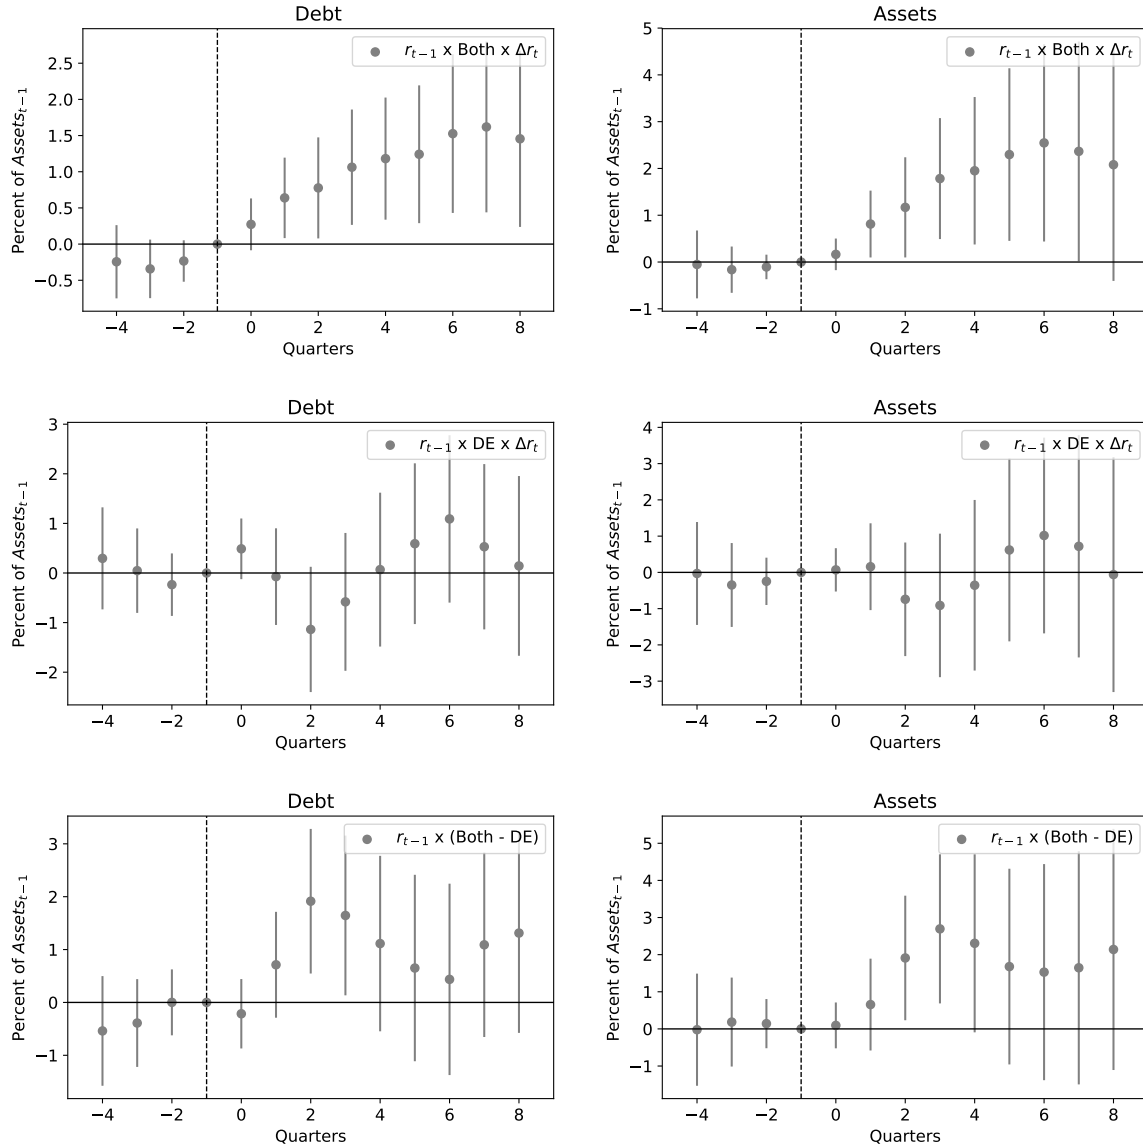 Debt
Assets
r_{t−1} x Both x Δr_t
r_{t−1} x Both x Δr_t
Percent of Assets_{t−1}
2.5
2.0
1.5
1.0
0.5
0.0
−0.5
Percent of Assets_{t−1}
5
4
3
2
1
0
−1
−4 −2 0 2 4 6 8
−4 −2 0 2 4 6 8
Quarters
Quarters
Debt
Assets
r_{t−1} x DE x Δr_t
r_{t−1} x DE x Δr_t
Percent of Assets_{t−1}
3
2
1
0
−1
−2
Percent of Assets_{t−1}
4
3
2
1
0
−1
−2
−3
−4 −2 0 2 4 6 8
−4 −2 0 2 4 6 8
Quarters
Quarters
Debt
Assets
r_{t−1} x (Both - DE)
r_{t−1} x (Both - DE)
Percent of Assets_{t−1}
3
2
1
0
−1
Percent of Assets_{t−1}
5
4
3
2
1
0
−1
−4 −2 0 2 4 6 8
−4 −2 0 2 4 6 8
Quarters
Quarters